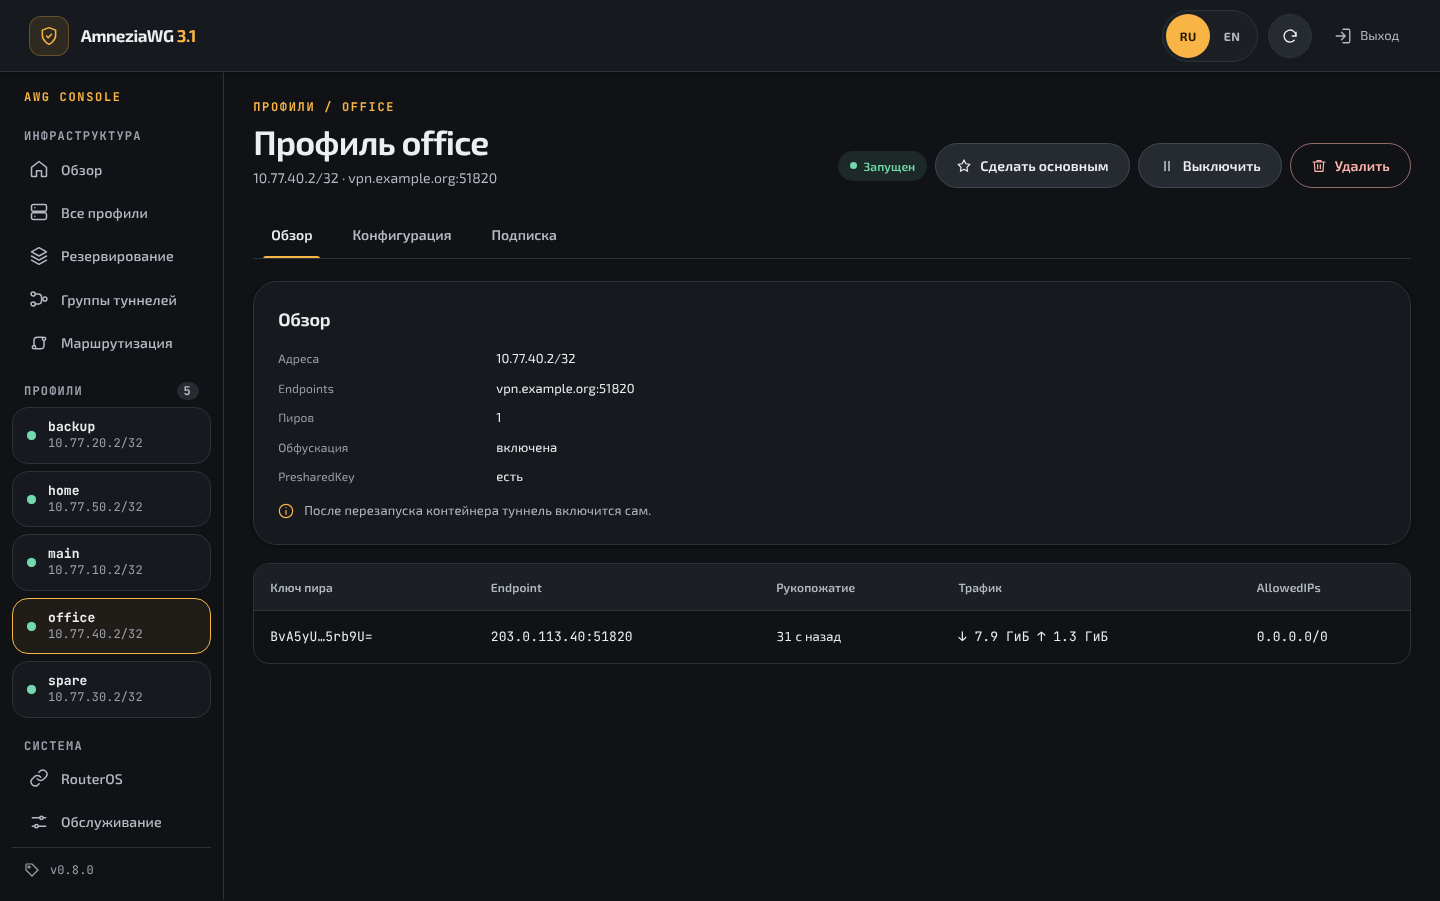 AmneziaWG 3.1
RU EN
Выход
AWG CONSOLE
ИНФРАСТРУКТУРА
Обзор
Все профили
Резервирование
Группы туннелей
Маршрутизация
ПРОФИЛИ 5
backup
10.77.20.2/32
home
10.77.50.2/32
main
10.77.10.2/32
office
10.77.40.2/32
spare
10.77.30.2/32
СИСТЕМА
RouterOS
Обслуживание
v0.8.0
ПРОФИЛИ / OFFICE
Профиль office
10.77.40.2/32 · vpn.example.org:51820
Запущен
Сделать основным
Выключить
Удалить
Обзор Конфигурация Подписка
Обзор
Адреса 10.77.40.2/32
Endpoints vpn.example.org:51820
Пиров 1
Обфускация включена
PresharedKey есть
После перезапуска контейнера туннель включится сам.
Ключ пира Endpoint Рукопожатие Трафик AllowedIPs
BvA5yU…5rb9U= 203.0.113.40:51820 31 с назад ↓ 7.9 ГиБ ↑ 1.3 ГиБ 0.0.0.0/0